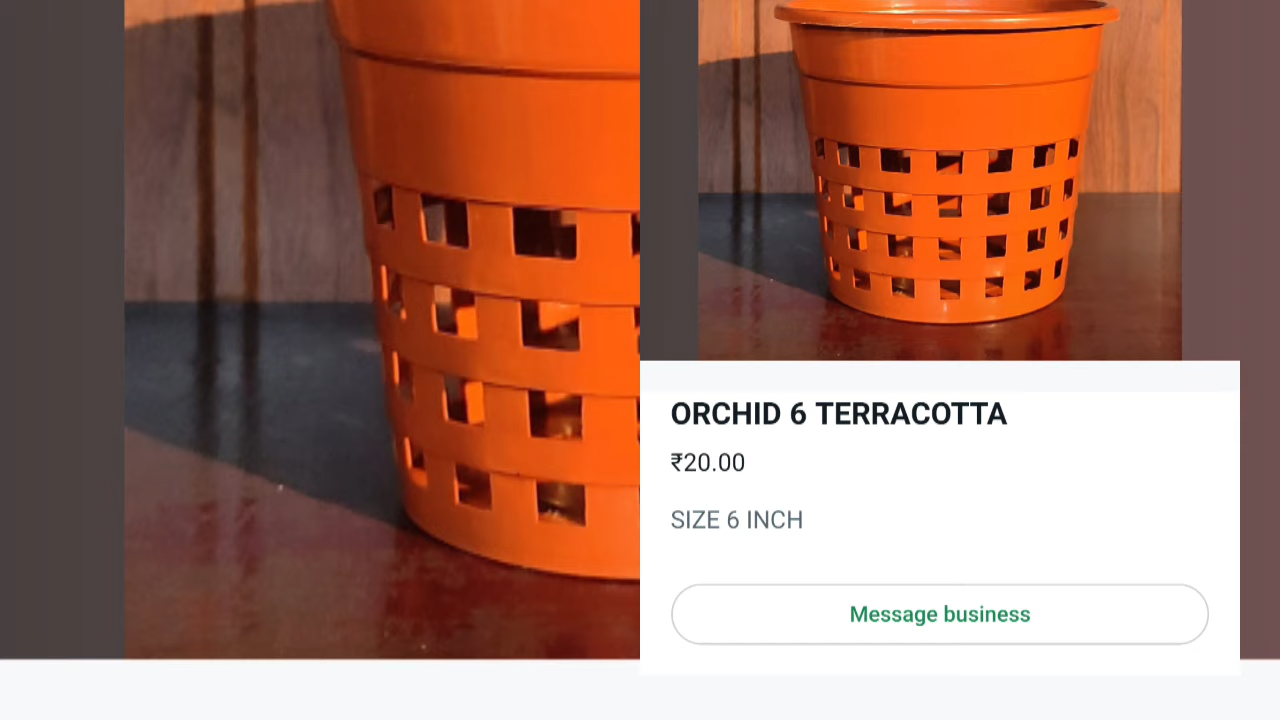 ORCHID 6 TERRACOTTA
₹20.00
SIZE 6 INCH
Message business